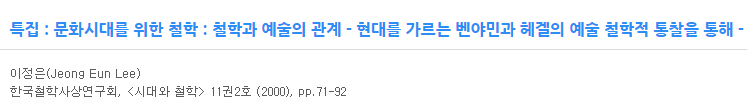 특집 : 문화시대를 위한 철학 : 철학과 예술의 관계 - 현대를 가르는 벤야민과 헤겔의 예술 철학적 통찰을 통해 -
이정은(Jeong Eun Lee)
한국철학사상연구회, <시대와 철학> 11권2호 (2000), pp.71-92